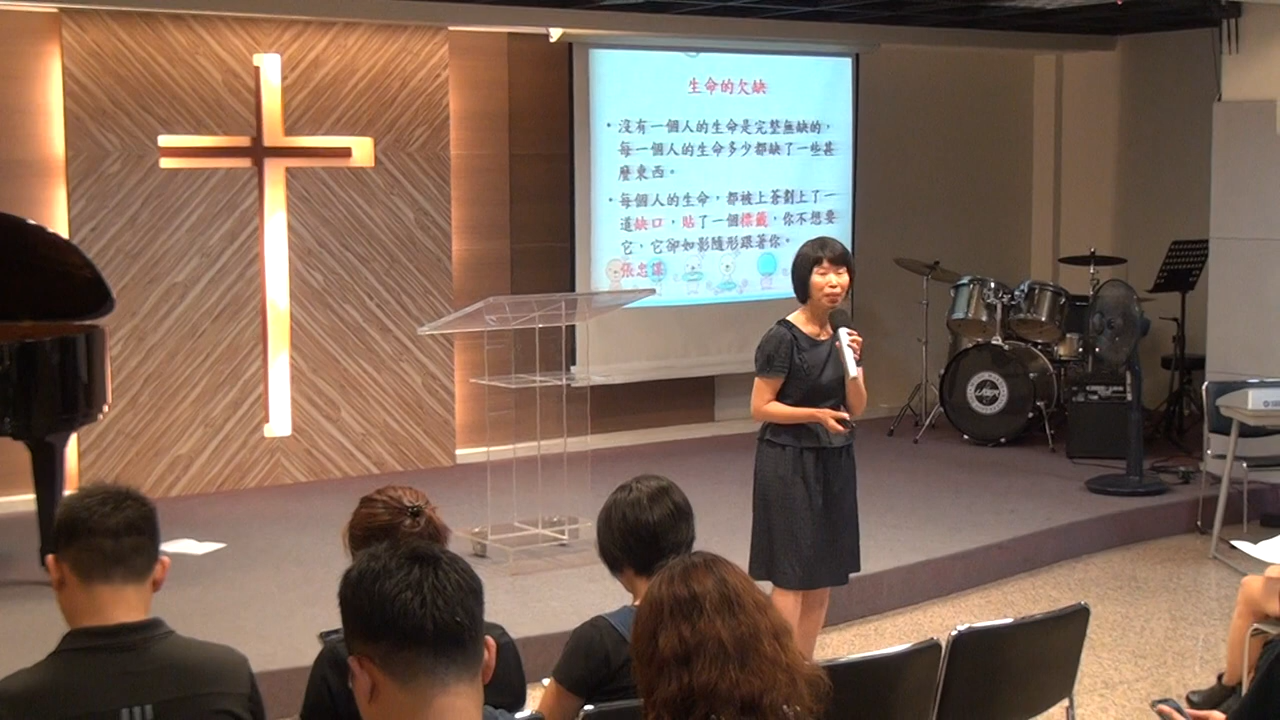 生命的欠缺
• 沒有一個人的生命是完整無缺的，
每一個人的生命多少都缺了一些甚
麼東西。
• 每個人的生命，都被上蒼劃上了一
道缺口，貼了一個標籤，你不想要
它，它卻如影隨形跟著你。
張忠謀